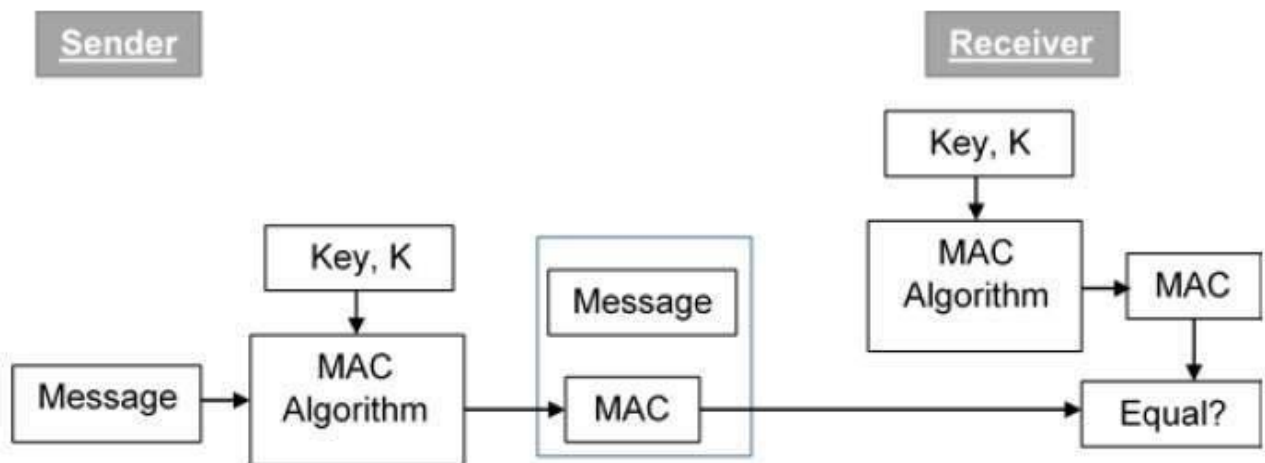 Sender
Receiver
Key, K
MAC
Algorithm
MAC
Key, K
Message
Message
MAC
Algorithm
MAC
Equal?